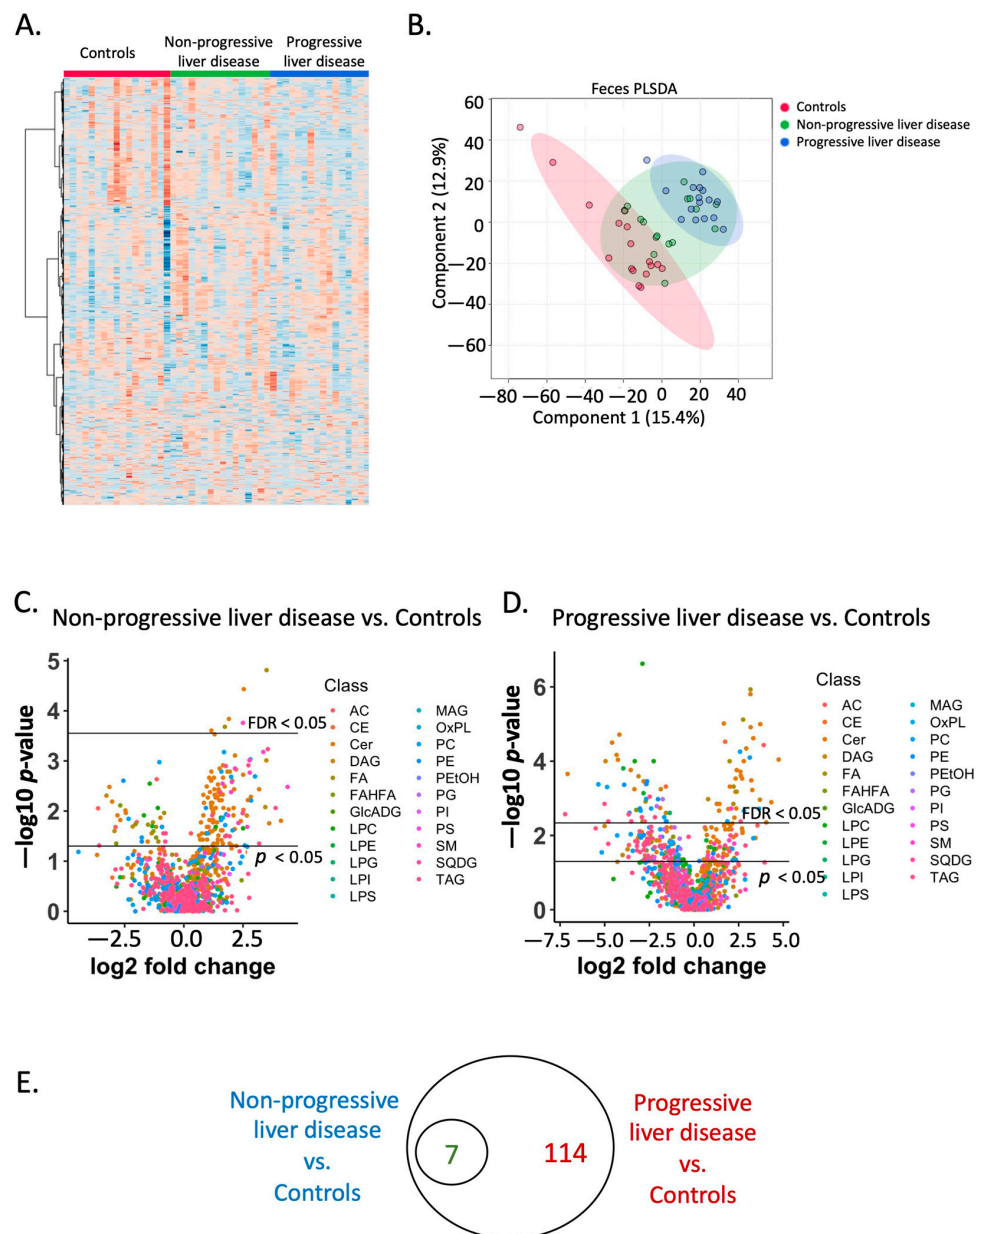 A.
Controls
Non-progressive
liver disease
Progressive
liver disease
B.
Feces PLSDA
Component 2 (12.9%)
60
40
20
0
—20
—40
—60
—80 —60 —40 —20 0 20 40
Component 1 (15.4%)
Controls
Non-progressive liver disease
Progressive liver disease
C.
Non-progressive liver disease vs. Controls
—log10 p-value
5
4
3
2
1
0
FDR < 0.05
p < 0.05
—2.5 0.0 2.5
log2 fold change
Class
AC
CE
Cer
DAG
FA
FAHFA
GlcADG
LPC
LPE
LPG
LPI
LPS
MAG
OxPL
PC
PE
PEtOH
PG
PI
PS
SM
SQDG
TAG
D.
Progressive liver disease vs. Controls
—log10 p-value
6
4
2
0
FDR < 0.05
p < 0.05
—7.5 —5.0 —2.5 0.0 2.5 5.0
log2 fold change
Class
AC
CE
Cer
DAG
FA
FAHFA
GlcADG
LPC
LPE
LPG
LPI
LPS
MAG
OxPL
PC
PE
PEtOH
PG
PI
PS
SM
SQDG
TAG
E.
Non-progressive
liver disease
vs.
Controls
7
114
Progressive
liver disease
vs.
Controls